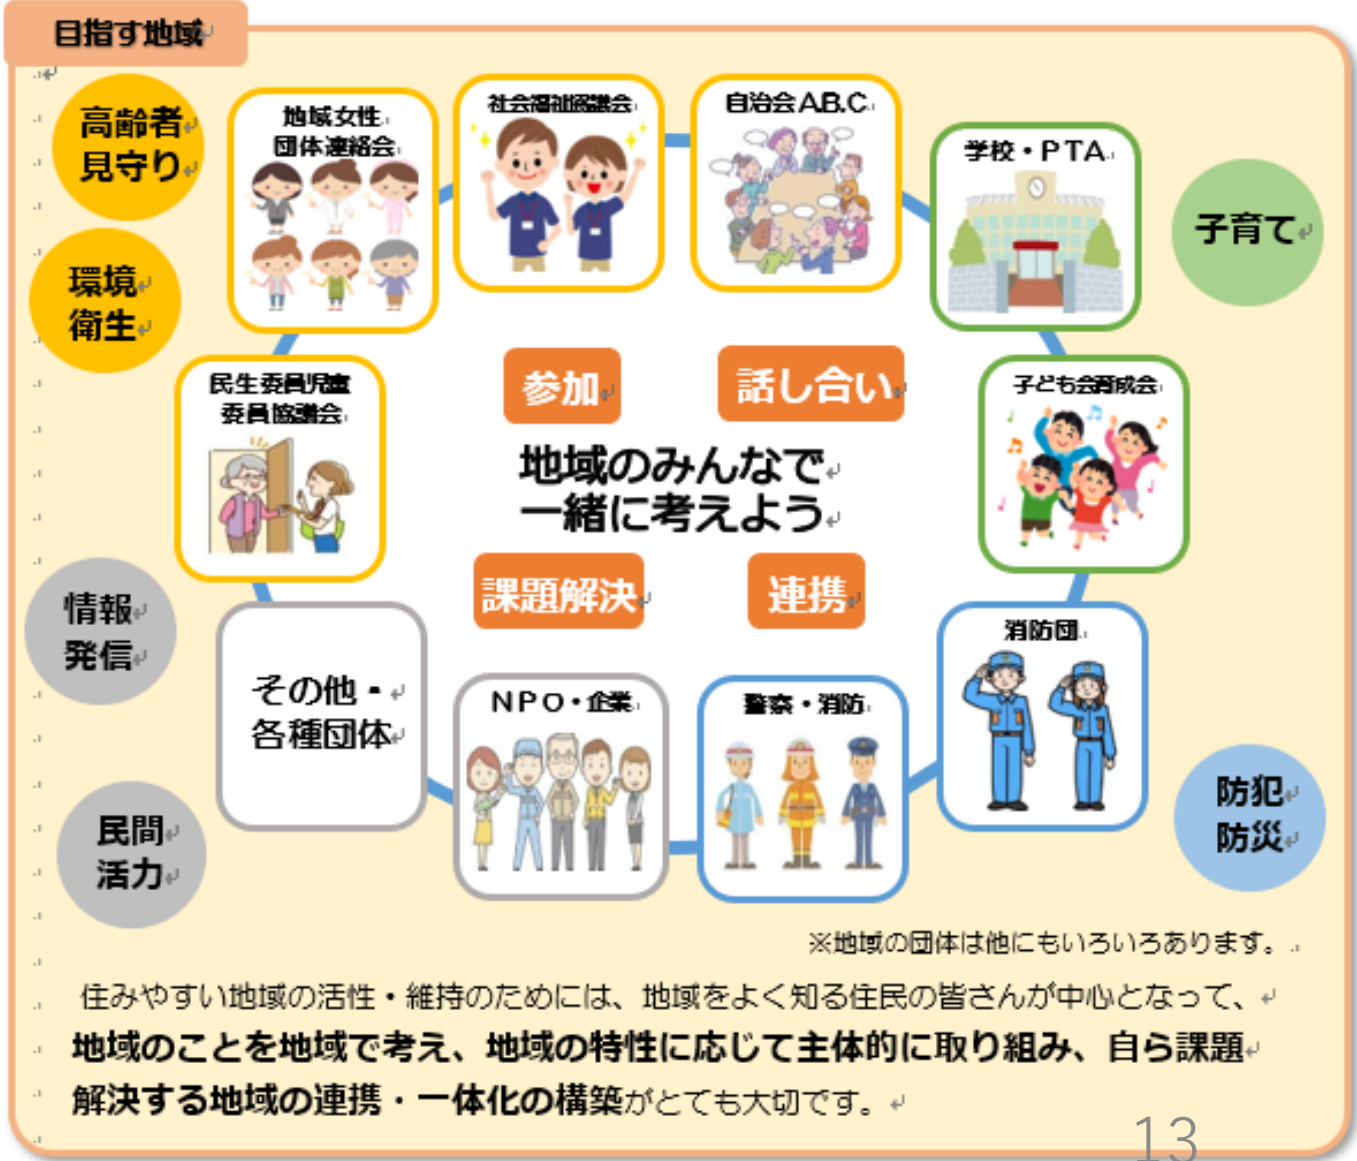 目指す地域
高齢者
見守り
環境
衛生
地域女性
団体連絡会
社会福祉協議会
自治会A.B.C
学校・PTA
子育て
民生委員児童
委員協議会
参加
話し合い
子ども会育成会
地域のみんなで
一緒に考えよう
課題解決
連携
情報
発信
その他・
各種団体
NPO・企業
警察・消防
消防団
民間
活力
防犯
防災
※地域の団体は他にもいろいろあります。
住みやすい地域の活性・維持のためには、地域をよく知る住民の皆さんが中心となって、
地域のことを地域で考え、地域の特性に応じて主体的に取り組み、自ら課題
解決する地域の連携・一体化の構築がとても大切です。
13